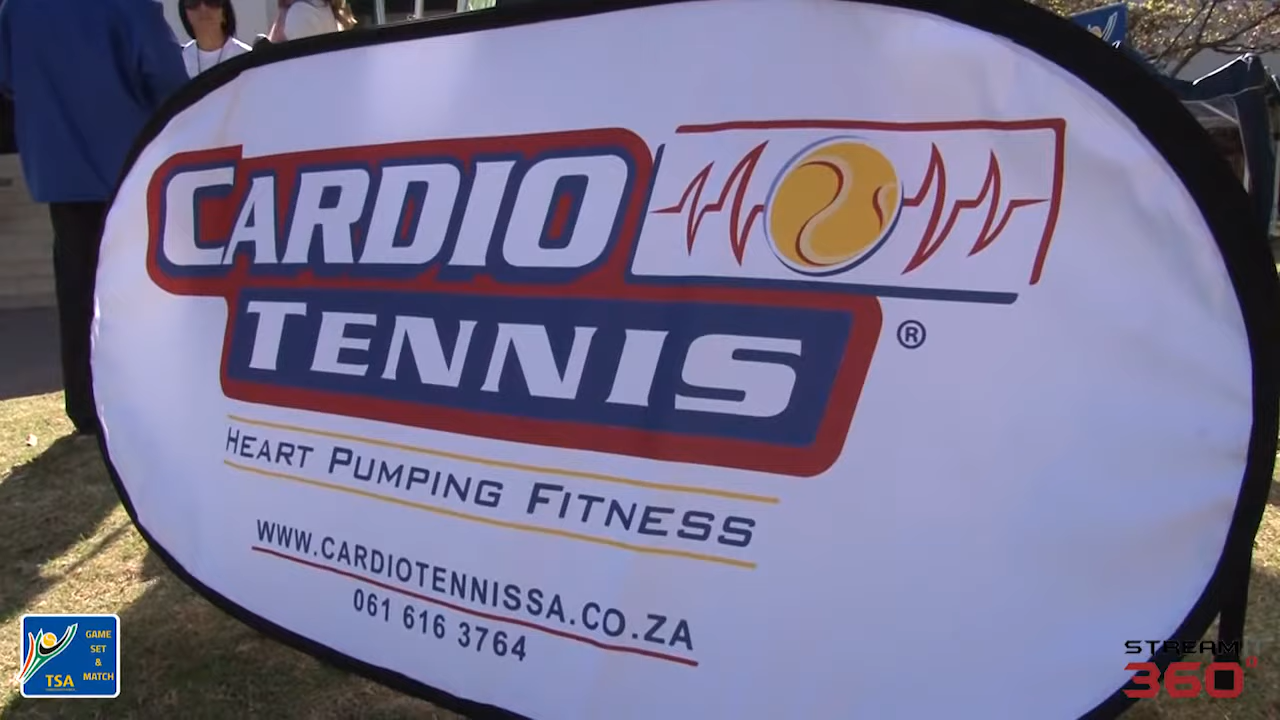 CARDIO
TENNIS
®
HEART PUMPING FITNESS
WWW.CARDIOTENNISSA.CO.ZA
061 616 3764
GAME
SET
&
MATCH
TSA
STREAM
360